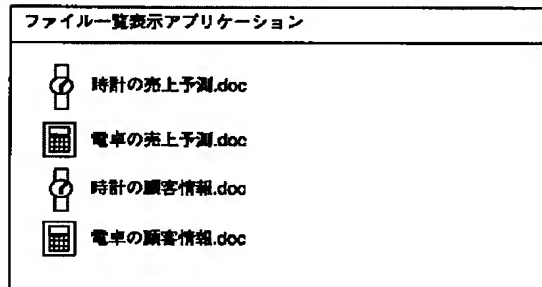 ファイル一覧表示アプリケーション
時計の売上予測.doc
電卓の売上予測.doc
時計の顧客情報.doc
電卓の顧客情報.doc